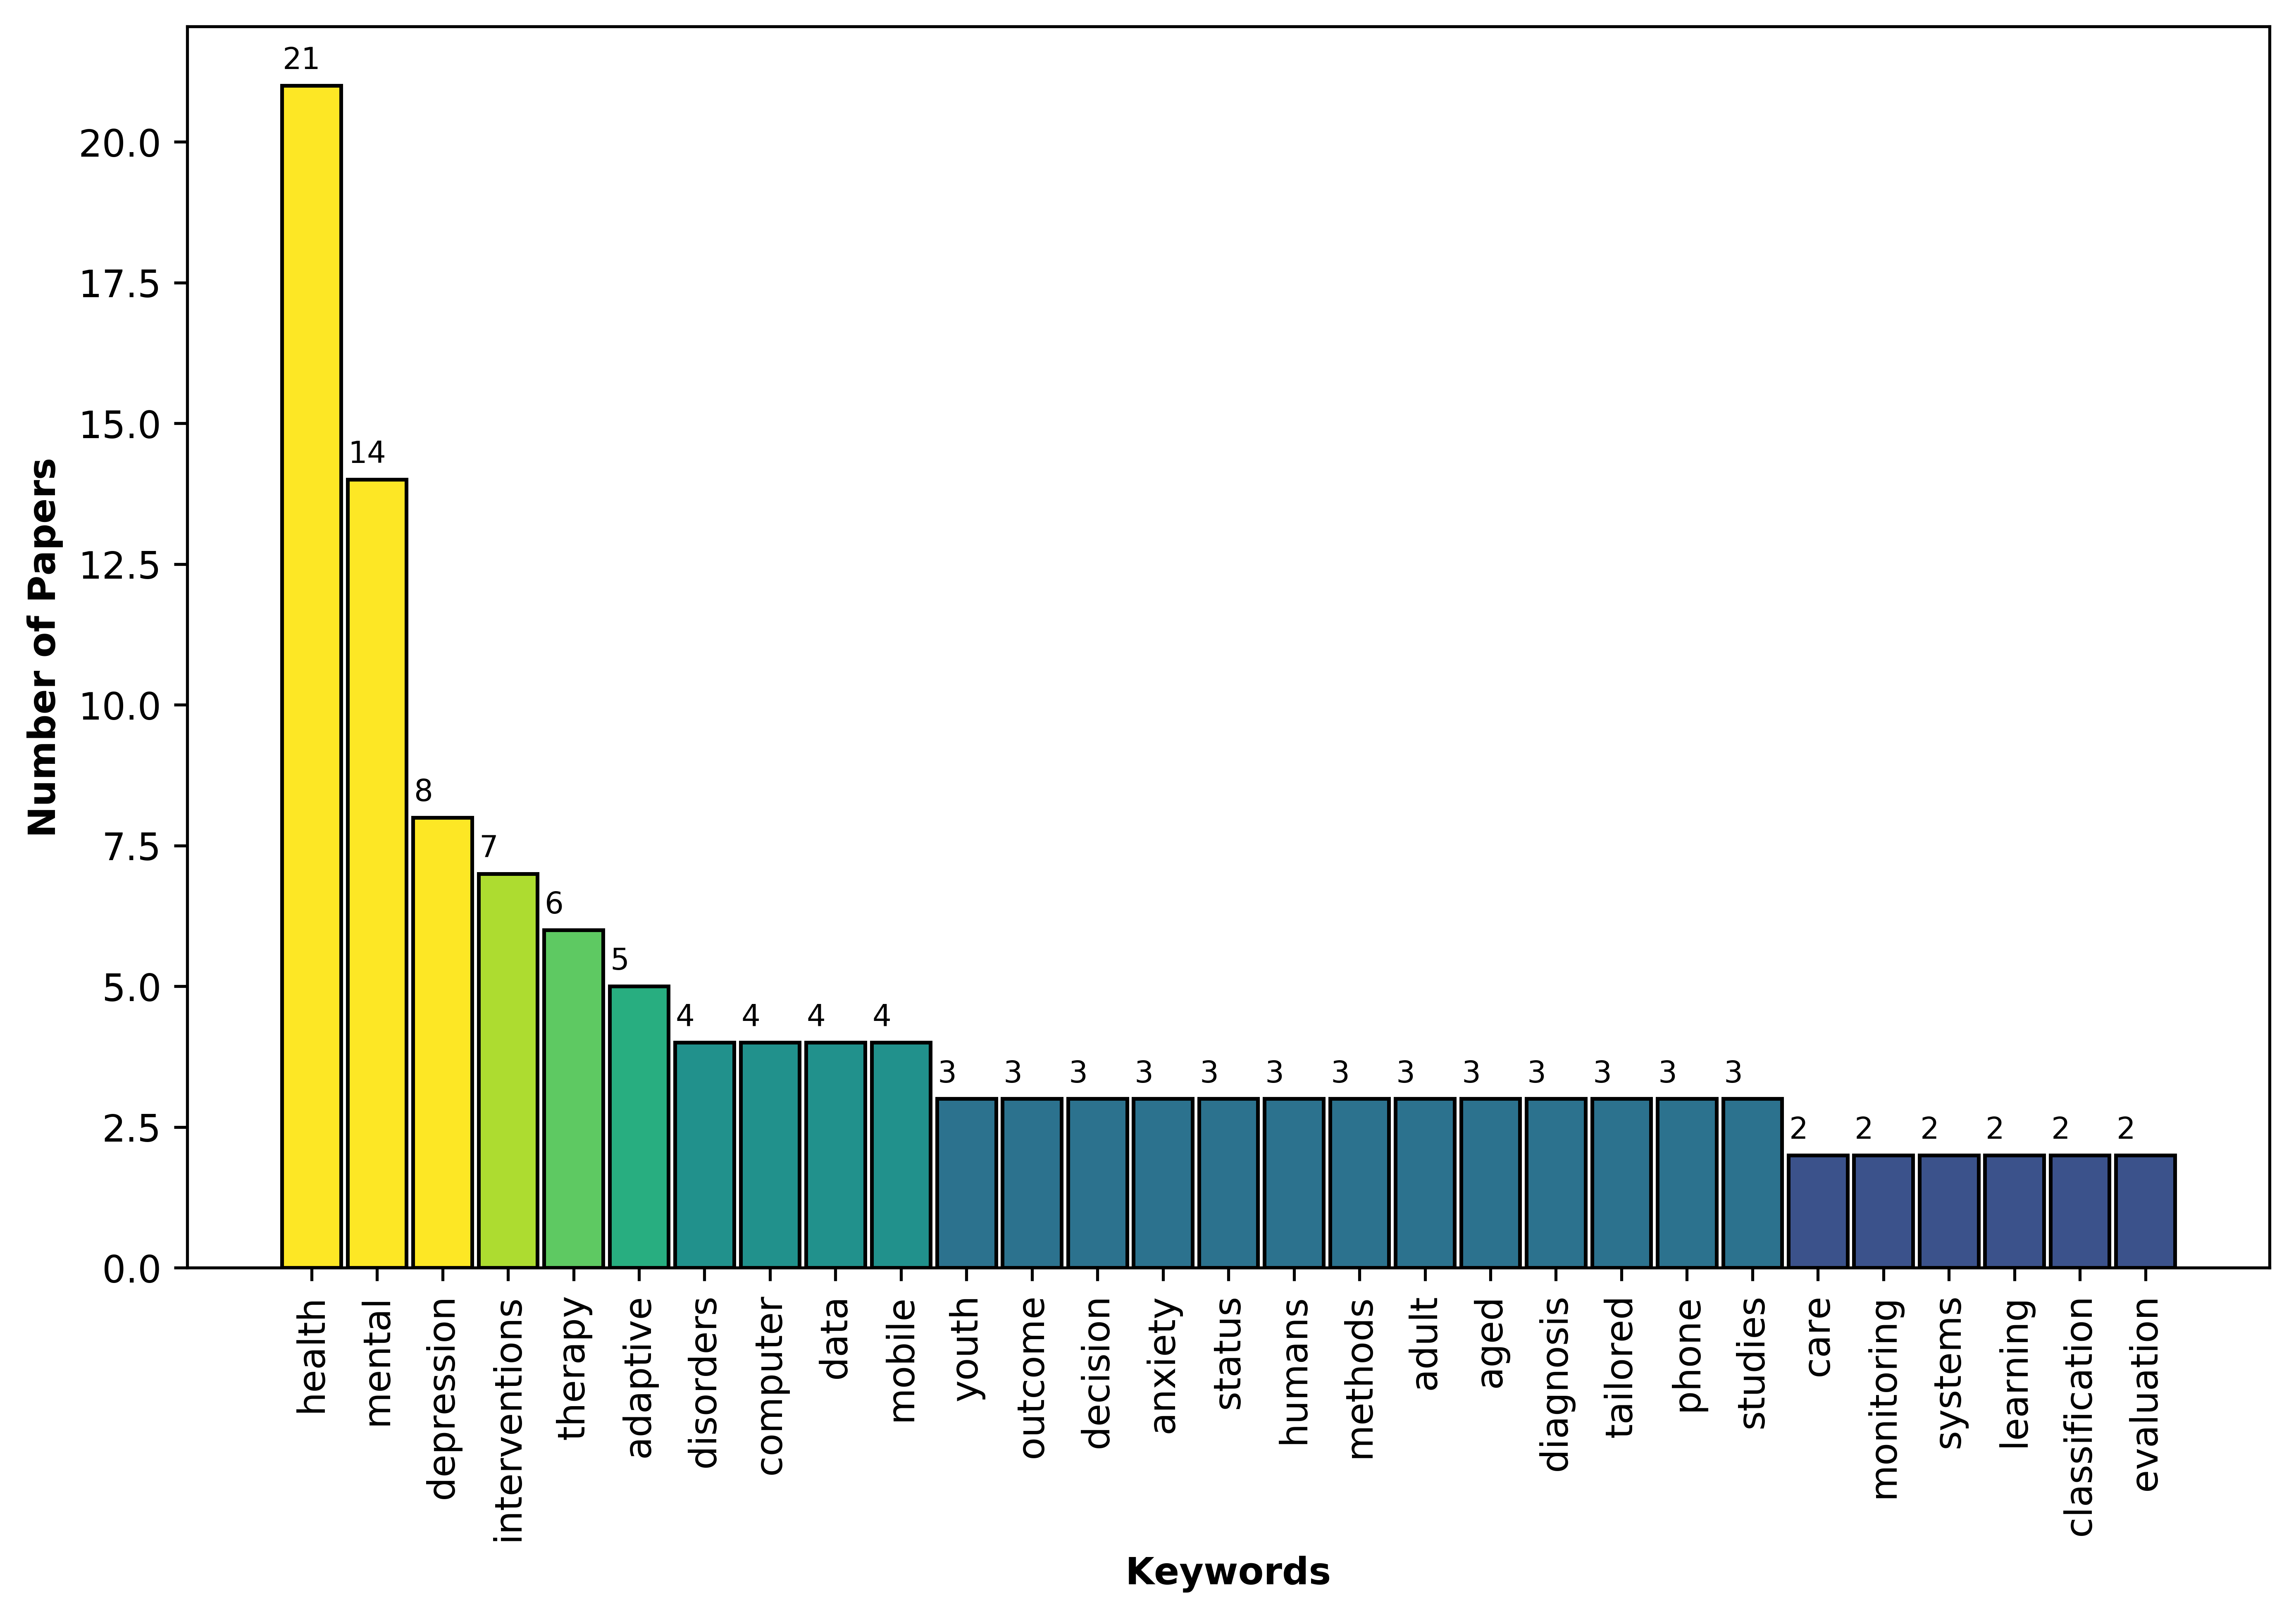 Number of Papers
20.0
17.5
15.0
12.5
10.0
7.5
5.0
2.5
0.0
21
14
8
7
6
5
4
4
4
4
3
3
3
3
3
3
3
3
3
3
3
3
3
2
2
2
2
2
2
health
mental
depression
interventions
therapy
adaptive
disorders
computer
data
mobile
youth
outcome
decision
anxiety
status
humans
methods
adult
aged
diagnosis
tailored
phone
studies
care
monitoring
systems
learning
classification
evaluation
Keywords